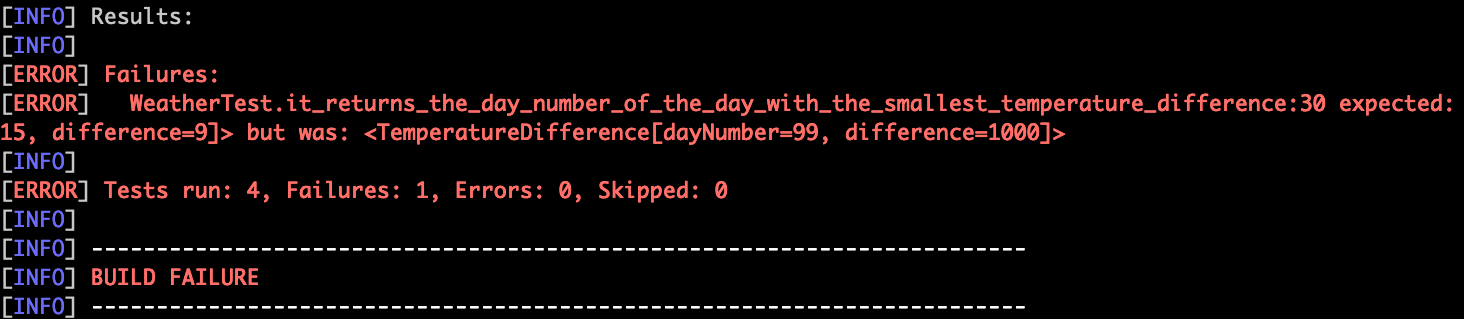 [INFO] Results:
[INFO]
[ERROR] Failures:
[ERROR]   WeatherTest.it_returns_the_day_number_of_the_day_with_the_smallest_temperature_difference:30 expected:
15, difference=9]> but was: <TemperatureDifference[dayNumber=99, difference=1000]>
[INFO]
[ERROR] Tests run: 4, Failures: 1, Errors: 0, Skipped: 0
[INFO]
[INFO] ------------------------------------------------------------------------
[INFO] BUILD FAILURE
[INFO] ------------------------------------------------------------------------